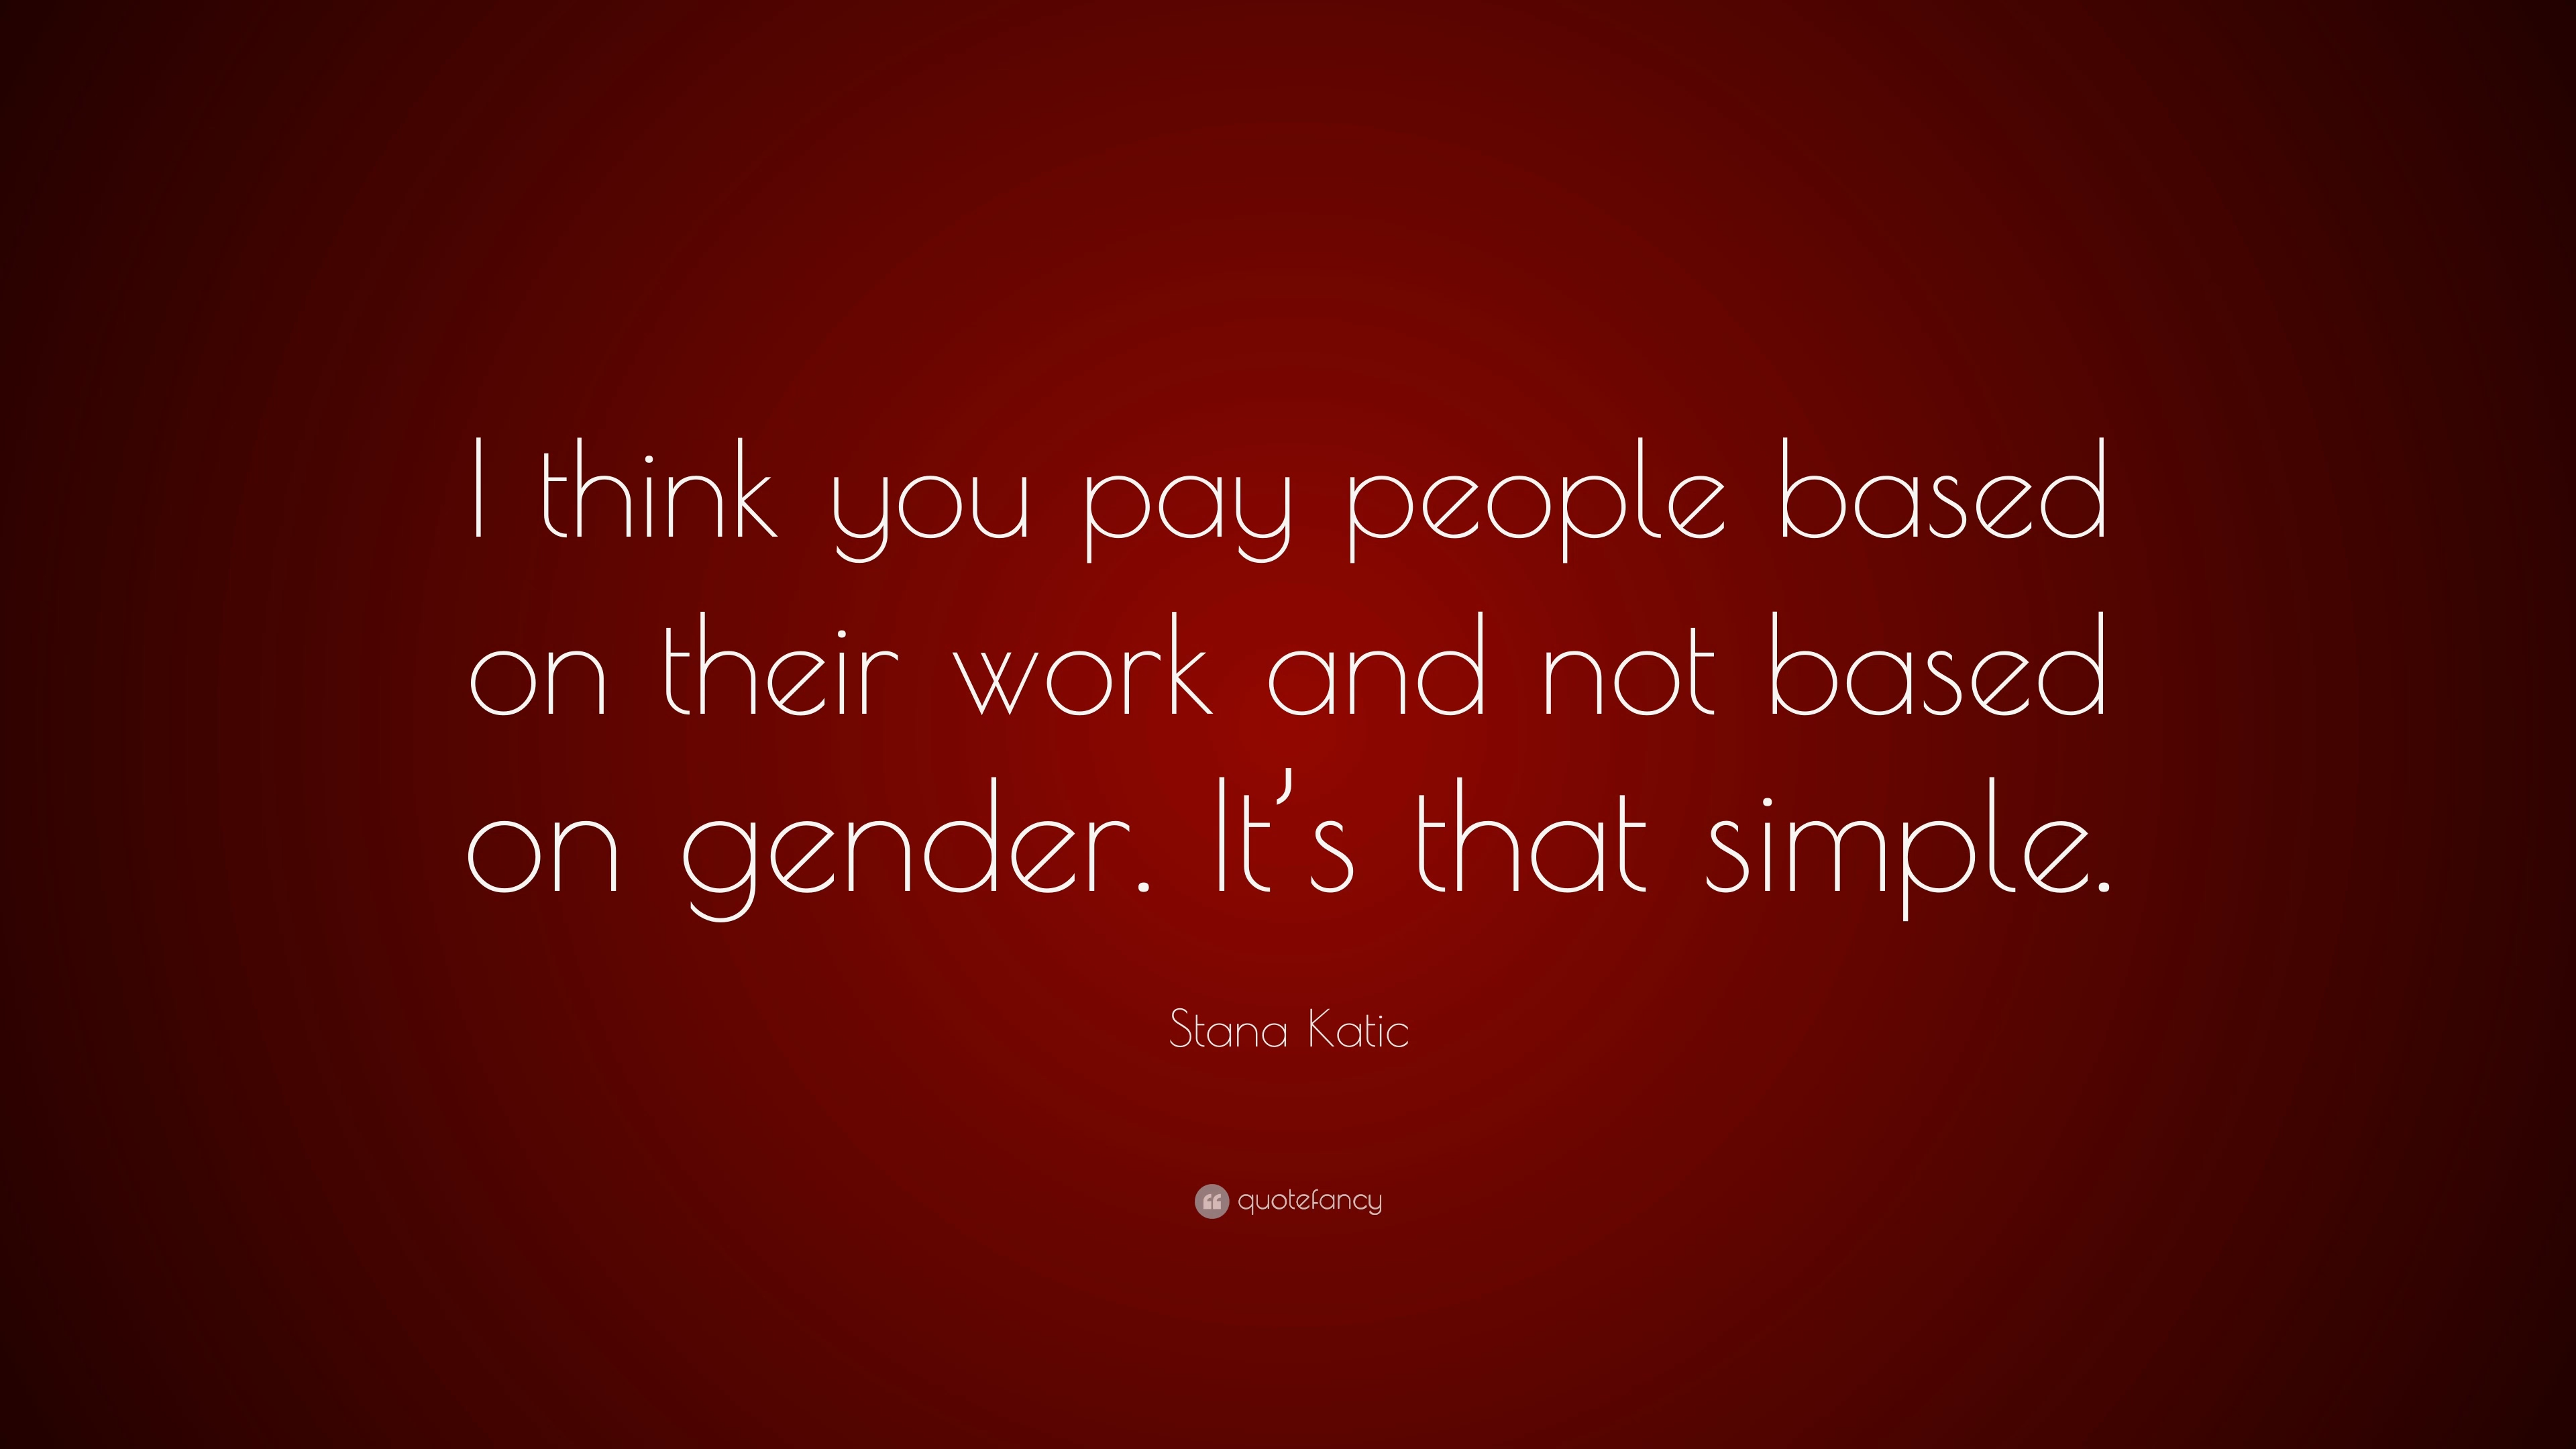 I think you pay people based
on their work and not based
on gender. It’s that simple.
Stana Katic
quotefancy